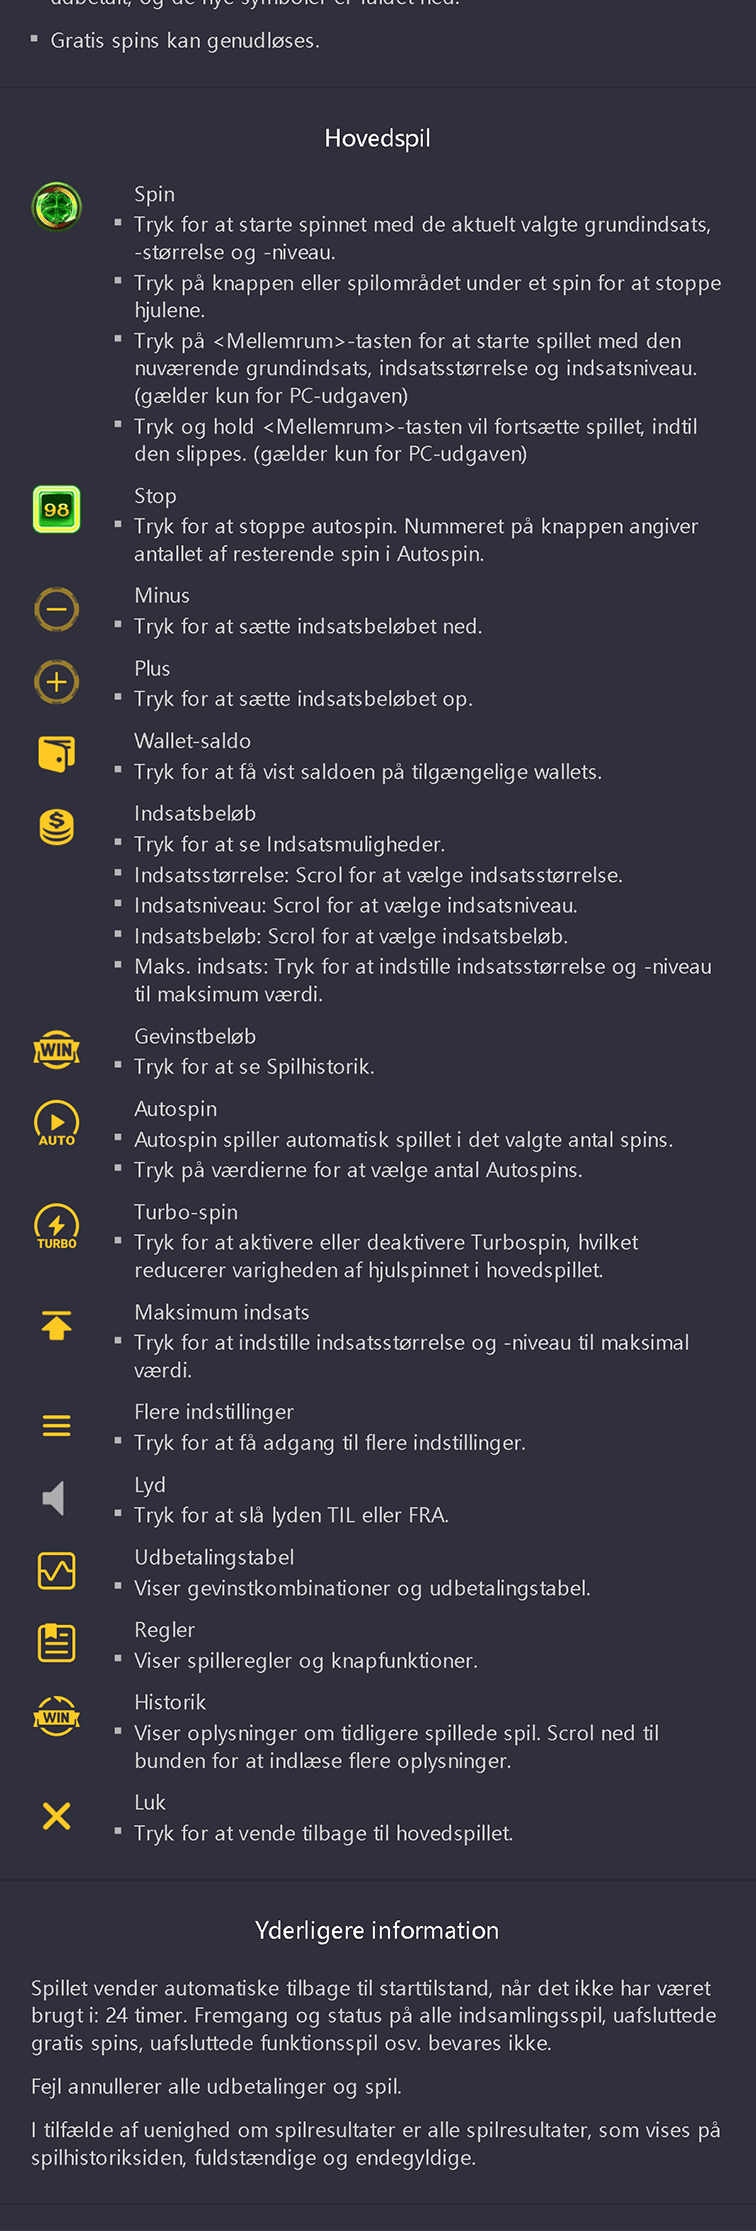 udbetalt, og de nye symboler er faldet ned.
▪ Gratis spins kan genudløses.
Hovedspil
Spin
▪ Tryk for at starte spinnet med de aktuelt valgte grundindsats,
-størrelse og -niveau.
▪ Tryk på knappen eller spilområdet under et spin for at stoppe
hjulene.
▪ Tryk på <Mellemrum>-tasten for at starte spillet med den
nuværende grundindsats, indsatsstørrelse og indsatsniveau.
(gælder kun for PC-udgaven)
▪ Tryk og hold <Mellemrum>-tasten vil fortsætte spillet, indtil
den slippes. (gælder kun for PC-udgaven)
98
Stop
▪ Tryk for at stoppe autospin. Nummeret på knappen angiver
antallet af resterende spin i Autospin.
Minus
▪ Tryk for at sætte indsatsbeløbet ned.
Plus
▪ Tryk for at sætte indsatsbeløbet op.
Wallet-saldo
▪ Tryk for at få vist saldoen på tilgængelige wallets.
Indsatsbeløb
▪ Tryk for at se Indsatsmuligheder.
▪ Indsatsstørrelse: Scrol for at vælge indsatsstørrelse.
▪ Indsatsniveau: Scrol for at vælge indsatsniveau.
▪ Indsatsbeløb: Scrol for at vælge indsatsbeløb.
▪ Maks. indsats: Tryk for at indstille indsatsstørrelse og -niveau
til maksimum værdi.
WIN
Gevinstbeløb
▪ Tryk for at se Spilhistorik.
AUTO
Autospin
▪ Autospin spiller automatisk spillet i det valgte antal spins.
▪ Tryk på værdierne for at vælge antal Autospins.
TURBO
Turbo-spin
▪ Tryk for at aktivere eller deaktivere Turbospin, hvilket
reducerer varigheden af hjulspinnet i hovedspillet.
Maksimum indsats
▪ Tryk for at indstille indsatsstørrelse og -niveau til maksimal
værdi.
Flere indstillinger
▪ Tryk for at få adgang til flere indstillinger.
Lyd
▪ Tryk for at slå lyden TIL eller FRA.
Udbetalingstabel
▪ Viser gevinstkombinationer og udbetalingstabel.
Regler
▪ Viser spilleregler og knapfunktioner.
WIN
Historik
▪ Viser oplysninger om tidligere spillede spil. Scrol ned til
bunden for at indlæse flere oplysninger.
Luk
▪ Tryk for at vende tilbage til hovedspillet.
Yderligere information
Spillet vender automatiske tilbage til starttilstand, når det ikke har været
brugt i: 24 timer. Fremgang og status på alle indsamlingsspil, uafsluttede
gratis spins, uafsluttede funktionsspil osv. bevares ikke.
Fejl annullerer alle udbetalinger og spil.
I tilfælde af uenighed om spilresultater er alle spilresultater, som vises på
spilhistoriksiden, fuldstændige og endegyldige.